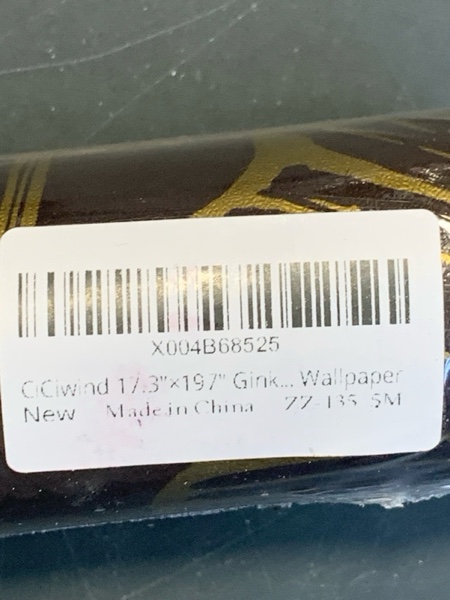 X004B68525
CiCiwind 17.3"×197" Gink... Wallpaper
New Made in China ZZ-135-5M